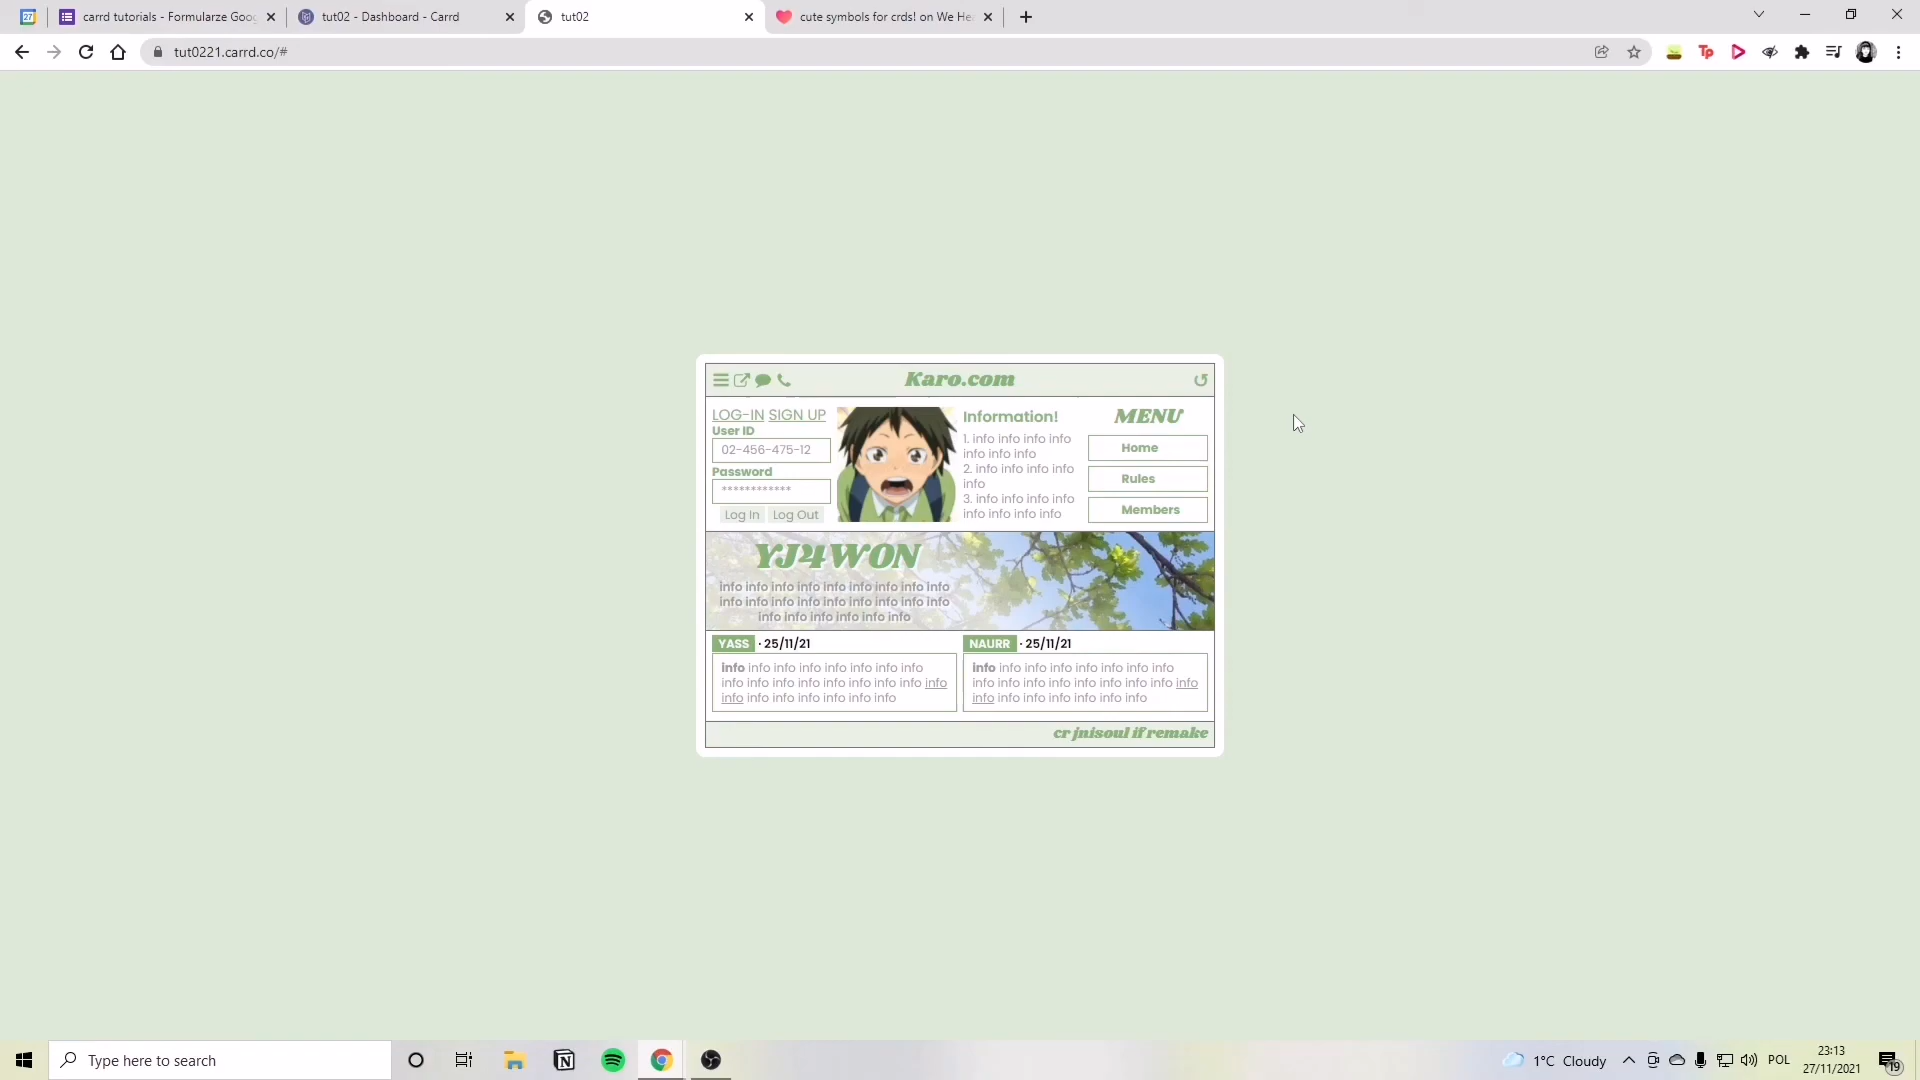 27
carrd tutorials - Formularze Goog
tut02 - Dashboard - Carrd
tut02
cute symbols for crds! on We Hea
tut0221.carrd.co/#
Tp
Karo.com
LOG-IN SIGN UP
User ID
02-456-475-12
Password
************
Log In Log Out
Information!
1. info info info info
info info info
2. info info info info
info
3. info info info info
info info info info
MENU
Home
Rules
Members
YJ4WON
info info info info info info info info info
info info info info info info info info info
info info info info info info
YASS · 25/11/21
info info info info info info info info
info info info info info info info info info
info info info info info info info
NAURR · 25/11/21
info info info info info info info info
info info info info info info info info info
info info info info info info info
cr jnisoul if remake
Type here to search
1°C Cloudy
POL
23:13
27/11/2021
19